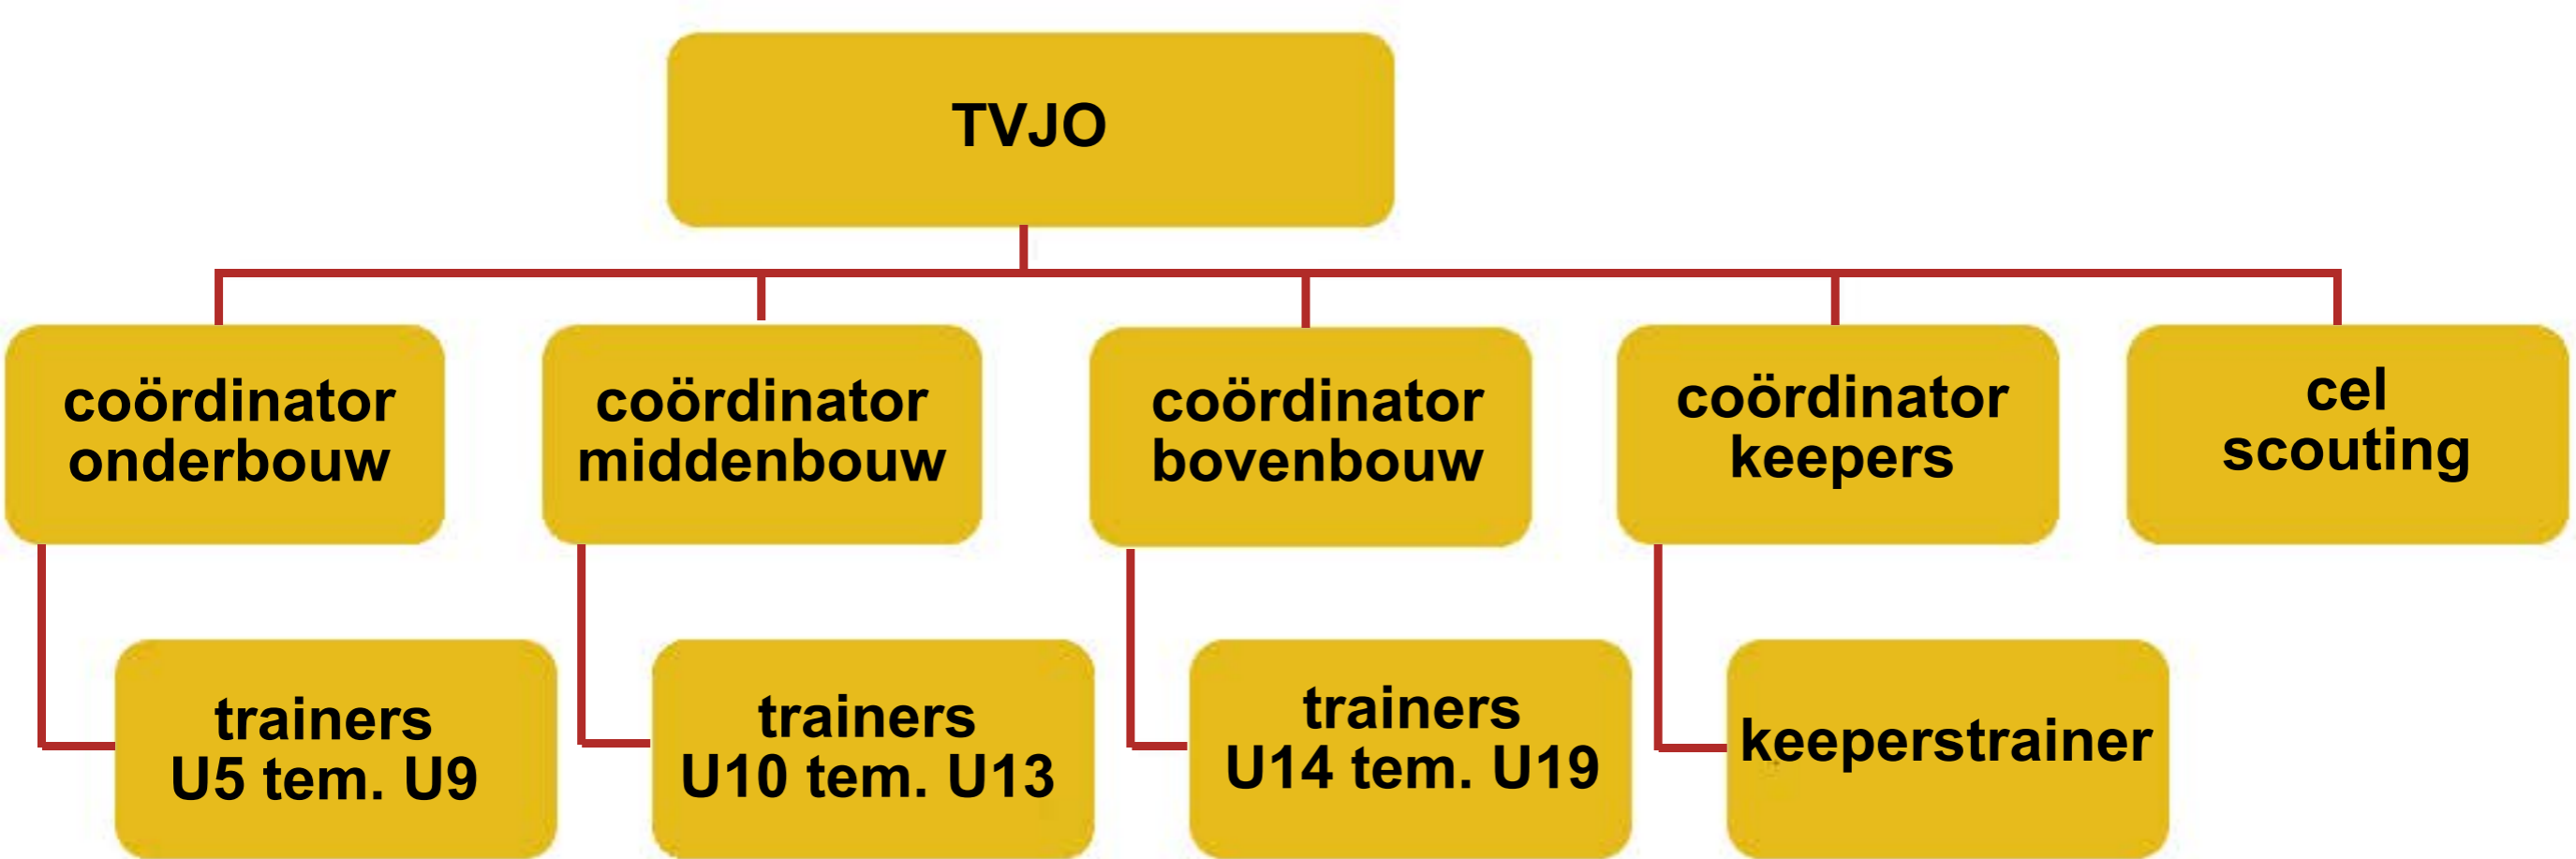 TVJO
coördinator
onderbouw
coördinator
middenbouw
coördinator
bovenbouw
coördinator
keepers
cel
scouting
trainers
U5 tem. U9
trainers
U10 tem. U13
trainers
U14 tem. U19
keeperstrainer